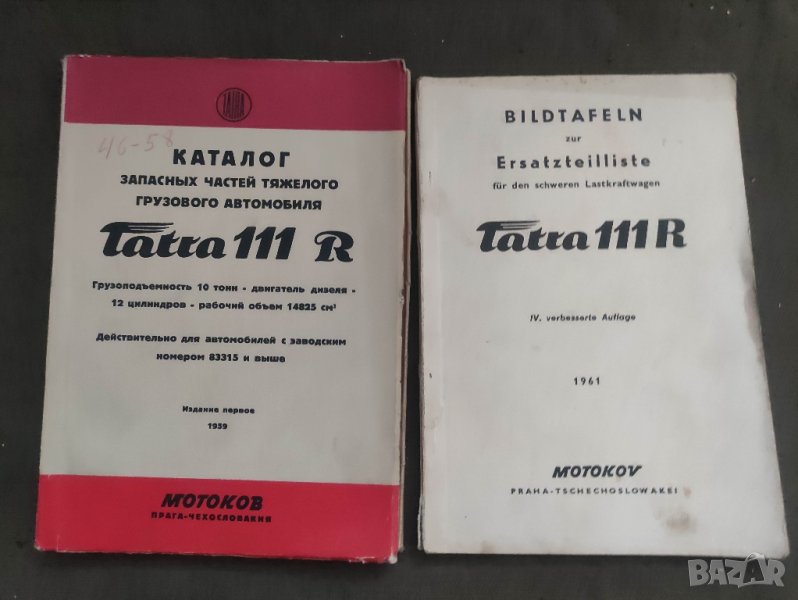 TATRA
46-58
КАТАЛОГ
ЗАПАСНЫХ ЧАСТЕЙ ТЯЖЕЛОГО
ГРУЗОВОГО АВТОМОБИЛЯ
Tatra 111 R
Грузоподъемность 10 тонн - двигатель дизеля -
12 цилиндров - рабочий объем 14825 см³
Действительно для автомобилей с заводским
номером 83315 и выше
Издание первое
1959
МОТОКОВ
ПРАГА-ЧЕХОСЛОВАКИЯ
BILDTAFELN
zur
Ersatzteilliste
für den schweren Lastkraftwagen
Tatra 111 R
IV. verbesserte Auflage
1961
MOTOKOV
PRAHA-TSCHECHOSLOWAKEI
BAZAR